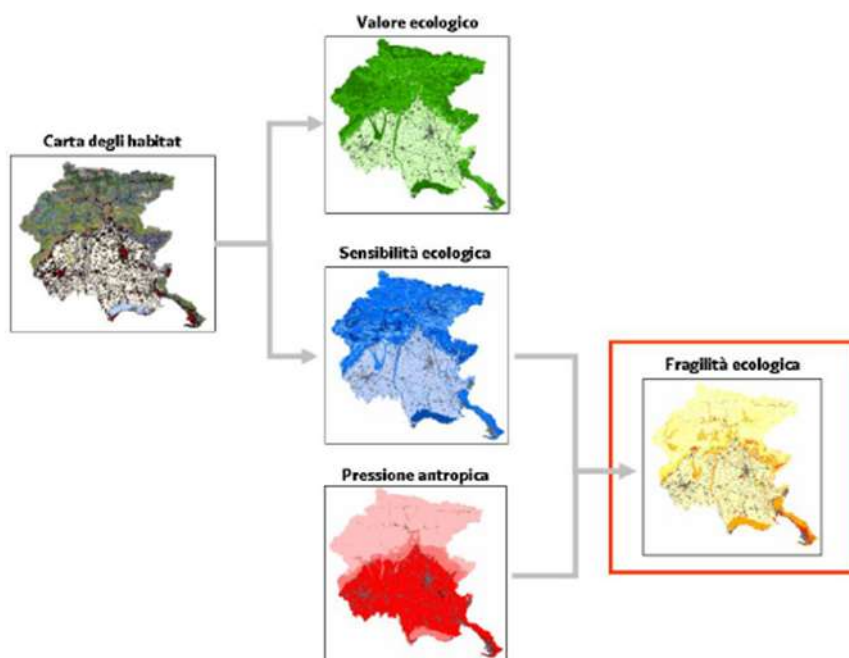 Valore ecologico
Carta degli habitat
Sensibilità ecologica
Fragilità ecologica
Pressione antropica